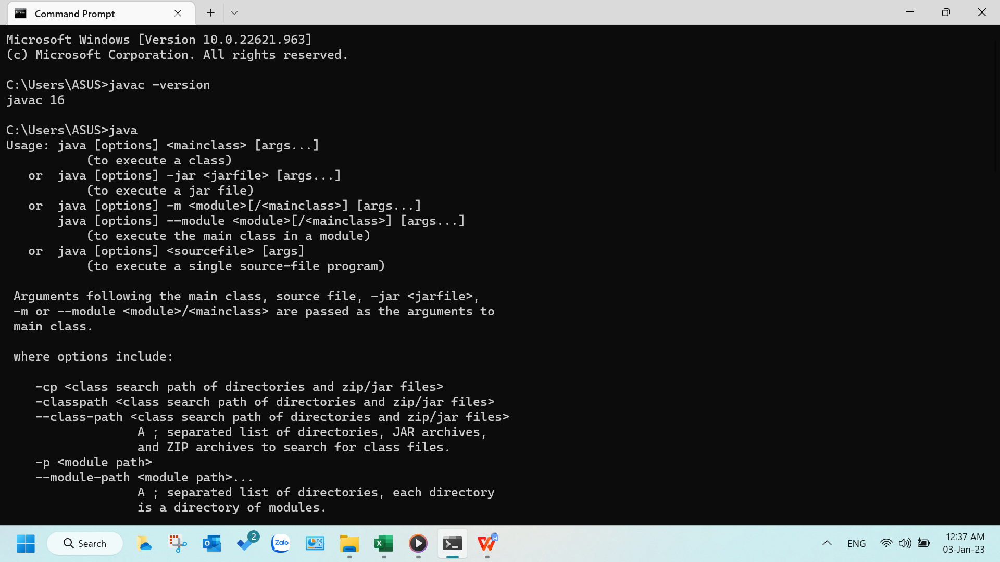 Command Prompt
Microsoft Windows [Version 10.0.22621.963]
(c) Microsoft Corporation. All rights reserved.
C:\Users\ASUS>javac -version
javac 16
C:\Users\ASUS>java
Usage: java [options] <mainclass> [args...]
(to execute a class)
or java [options] -jar <jarfile> [args...]
(to execute a jar file)
or java [options] -m <module>[/<mainclass>] [args...]
java [options] --module <module>[/<mainclass>] [args...]
(to execute the main class in a module)
or java [options] <sourcefile> [args]
(to execute a single source-file program)
Arguments following the main class, source file, -jar <jarfile>,
-m or --module <module>/<mainclass> are passed as the arguments to
main class.
where options include:
-cp <class search path of directories and zip/jar files>
-classpath <class search path of directories and zip/jar files>
--class-path <class search path of directories and zip/jar files>
A ; separated list of directories, JAR archives,
and ZIP archives to search for class files.
-p <module path>
--module-path <module path>...
A ; separated list of directories, each directory
is a directory of modules.
Search
2
Zalo
ENG
12:37 AM
03-Jan-23